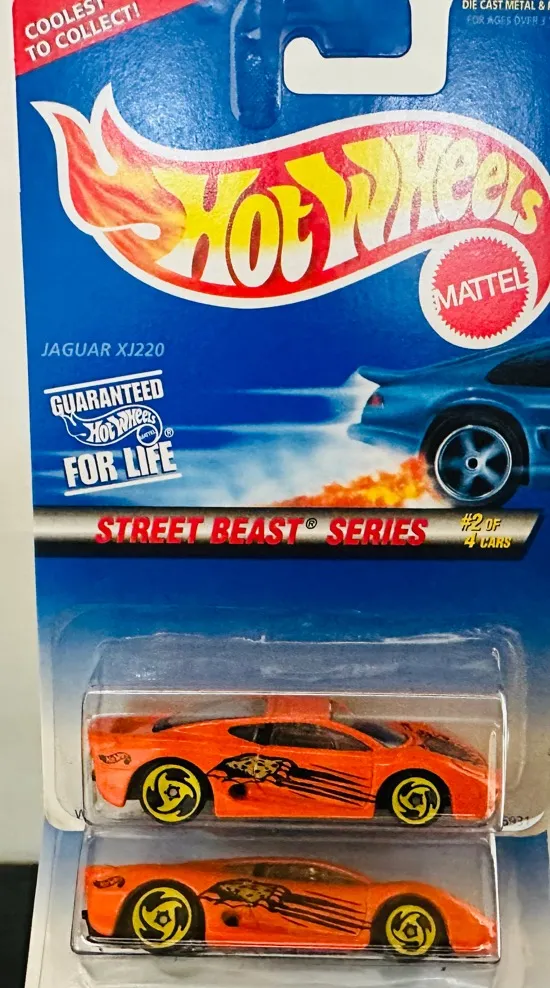 COOLEST
TO COLLECT!
DIE CAST METAL &
FOR AGES OVER 3
HOT WHEELS
MATTEL
JAGUAR XJ220
GUARANTEED
HOT WHEELS ®
MATTEL
FOR LIFE
STREET BEAST® SERIES
#2 OF
4 CARS